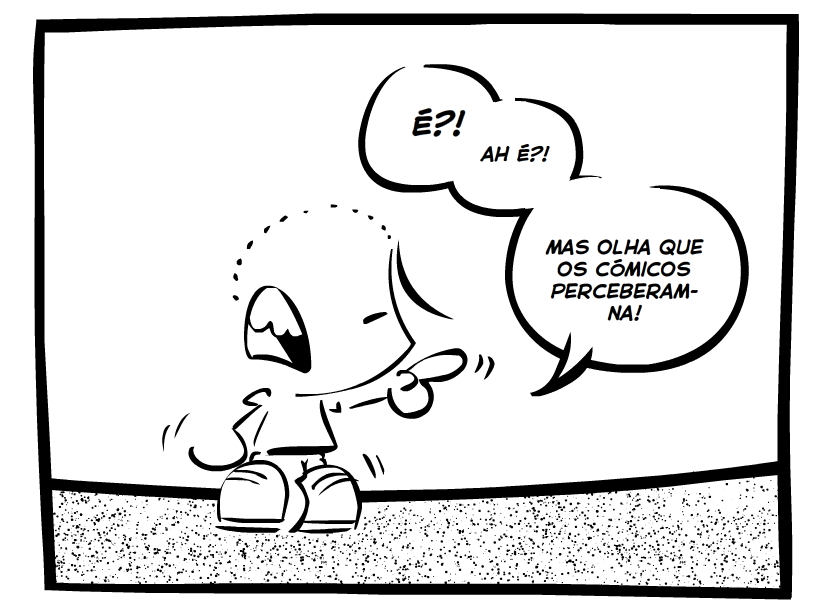 É?!
AH É?!
MAS OLHA QUE
OS CÓMICOS
PERCEBERAM-
NA!